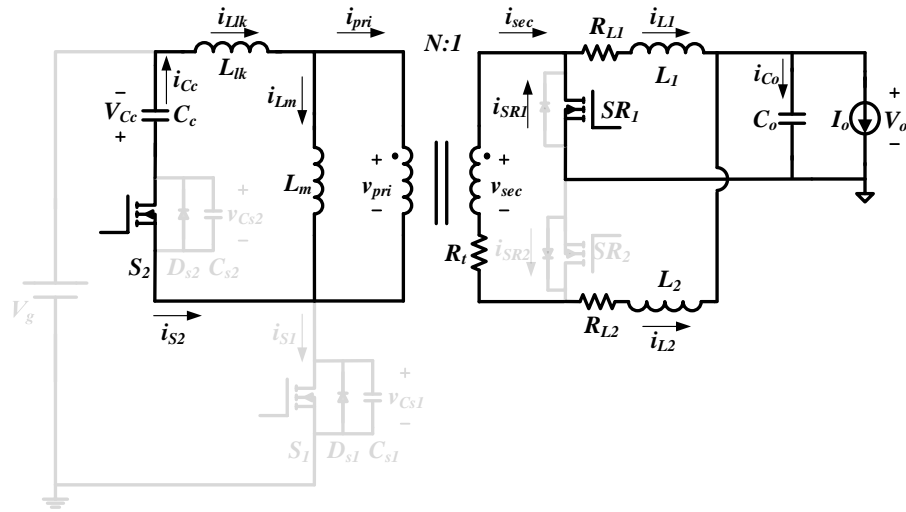 i_Llk
i_pri
N:1
i_sec
R_L1
i_L1
L_lk
L_1
i_Cc
i_Lm
i_SR1
SR_1
i_Co
−
V_Cc
C_c
+
C_o
I_o
+
V_o
−
L_m
+
v_pri
−
+
v_sec
−
+
v_Cs2
−
R_t
i_SR2
SR_2
S_2
D_s2
C_s2
L_2
V_g
i_S2
i_S1
R_L2
i_L2
+
v_Cs1
−
S_1
D_s1
C_s1